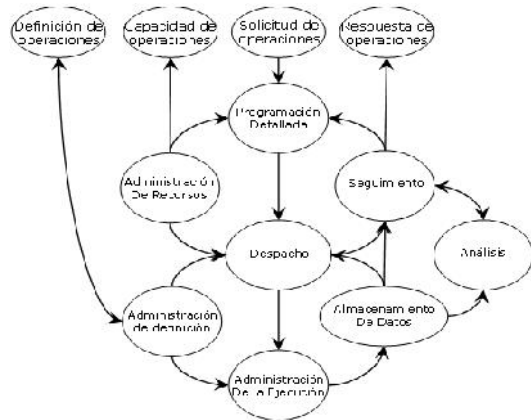 Definición de
operaciones
Capacidad de
operaciones
Solicitud de
operaciones
Respuesta de
operaciones
Programación
Detallada
Administración
De Recursos
Seguimiento
Despacho
Análisis
Administración
de definición
Almacenamiento
De Datos
Administración
De la Ejecución